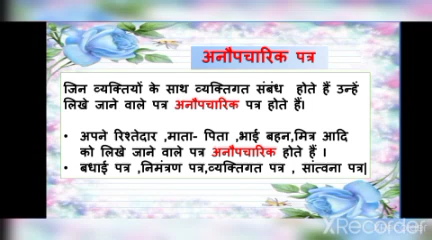 अनौपचारिक पत्र
जिन व्यक्तियों के साथ व्यक्तिगत संबंध होते हैं उन्हें
लिखे जाने वाले पत्र अनौपचारिक पत्र होते हैं।
• अपने रिश्तेदार ,माता- पिता ,भाई बहन,मित्र आदि
को लिखे जाने वाले पत्र अनौपचारिक होते हैं ।
• बधाई पत्र ,निमंत्रण पत्र,व्यक्तिगत पत्र , सांत्वना पत्र
XRecorder